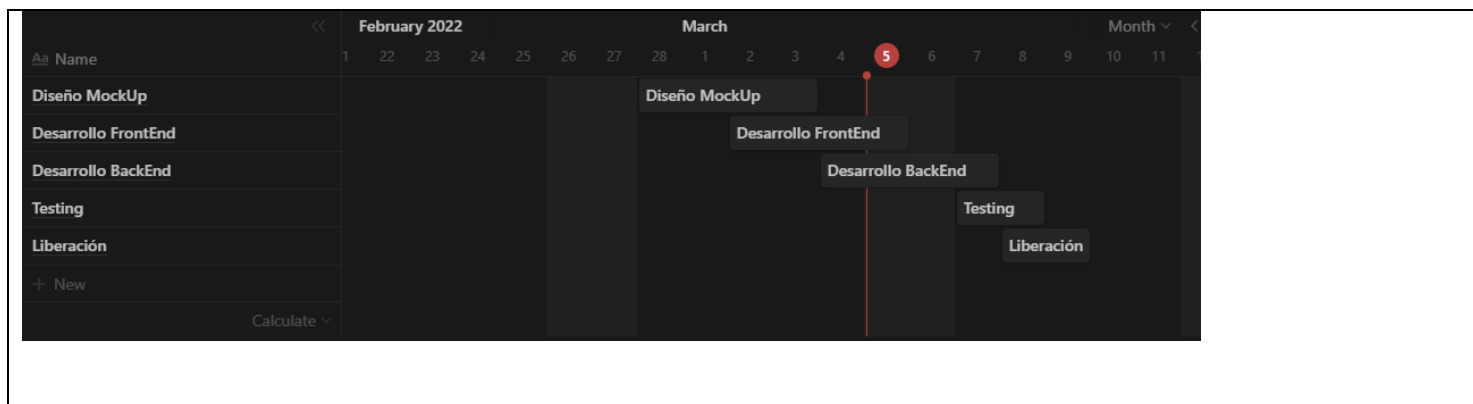 February 2022 March Month
Aa Name 1 22 23 24 25 26 27 28 1 2 3 4 5 6 7 8 9 10 11 1
Diseño MockUp Diseño MockUp
Desarrollo FrontEnd Desarrollo FrontEnd
Desarrollo BackEnd Desarrollo BackEnd
Testing Testing
Liberación Liberación
+ New
Calculate